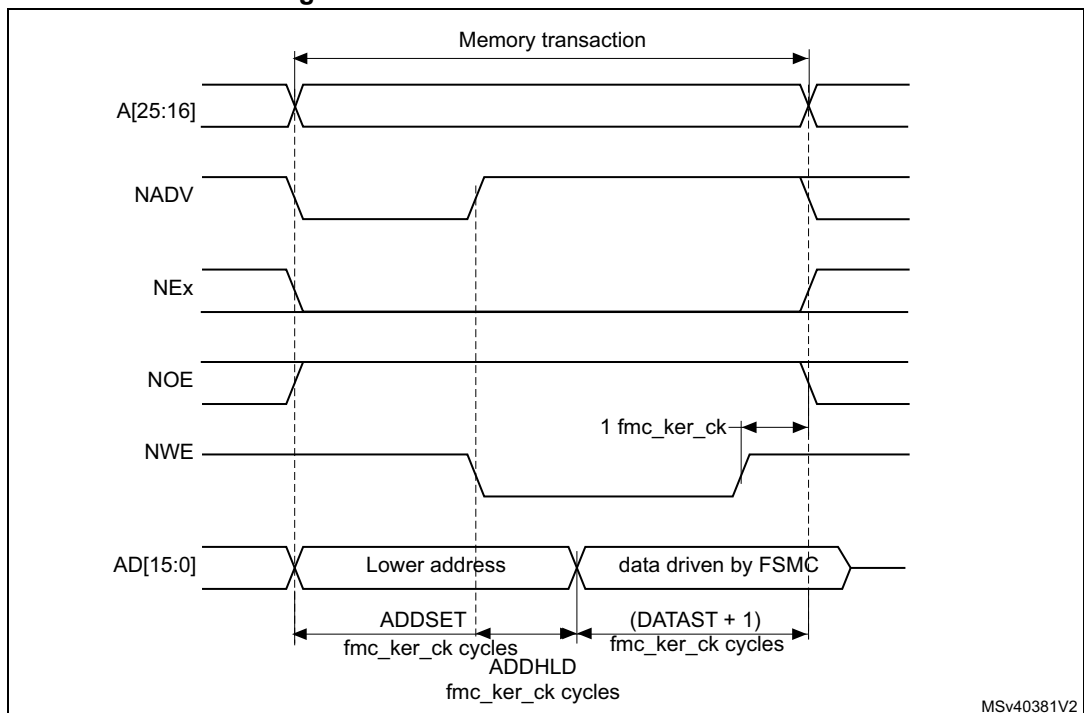 g
Memory transaction
A[25:16]
NADV
NEx
NOE
1 fmc_ker_ck
NWE
AD[15:0]
Lower address
data driven by FSMC
ADDSET
(DATAST + 1)
fmc_ker_ck cycles
fmc_ker_ck cycles
ADDHLD
fmc_ker_ck cycles
MSv40381V2